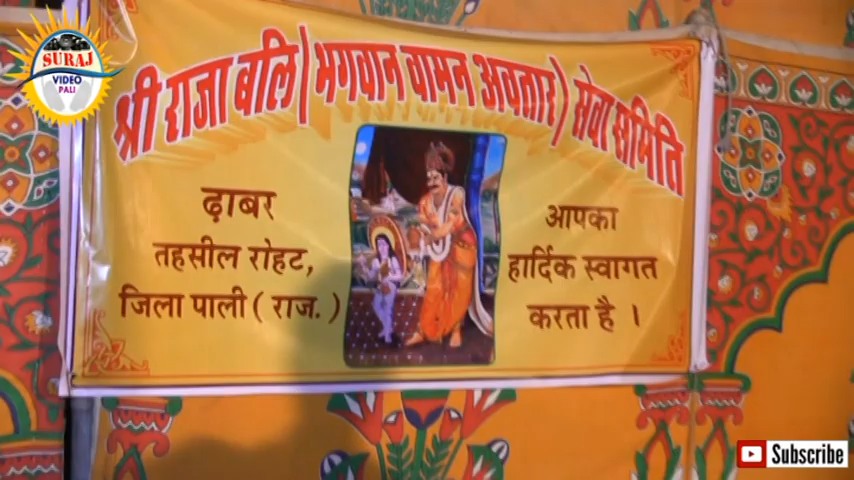 SURAJ
VIDEO
PALI
श्री राजा बलि (भगवान वामन अवतार) सेवा समिति
ढ़ाबर
तहसील रोहट,
जिला पाली ( राज. )
आपका
हार्दिक स्वागत
करता है ।
Subscribe